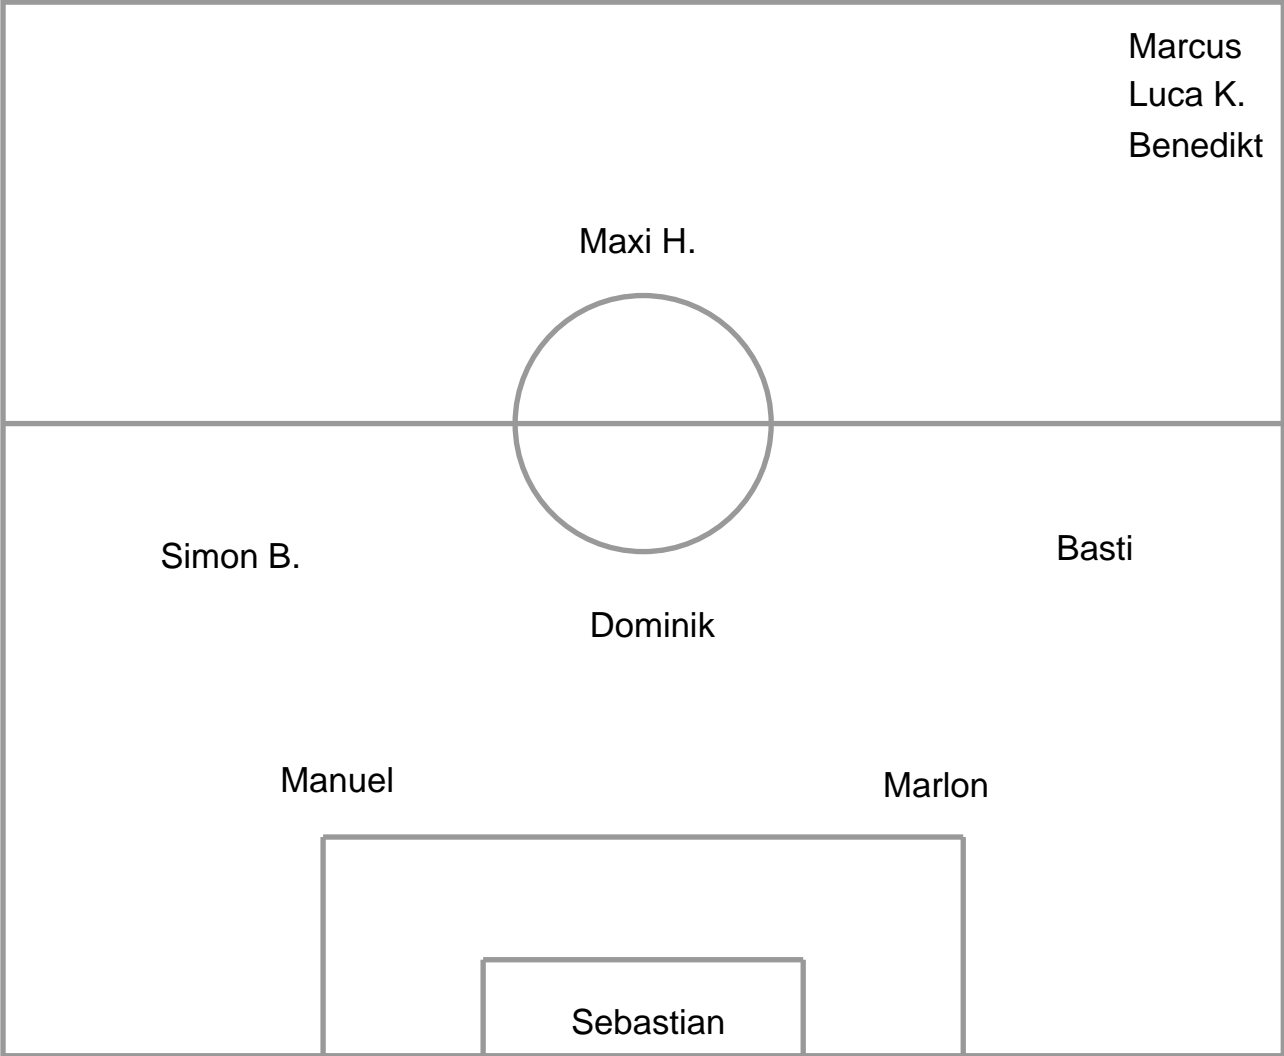 Marcus
Luca K.
Benedikt
Maxi H.
Simon B.
Basti
Dominik
Manuel
Marlon
Sebastian